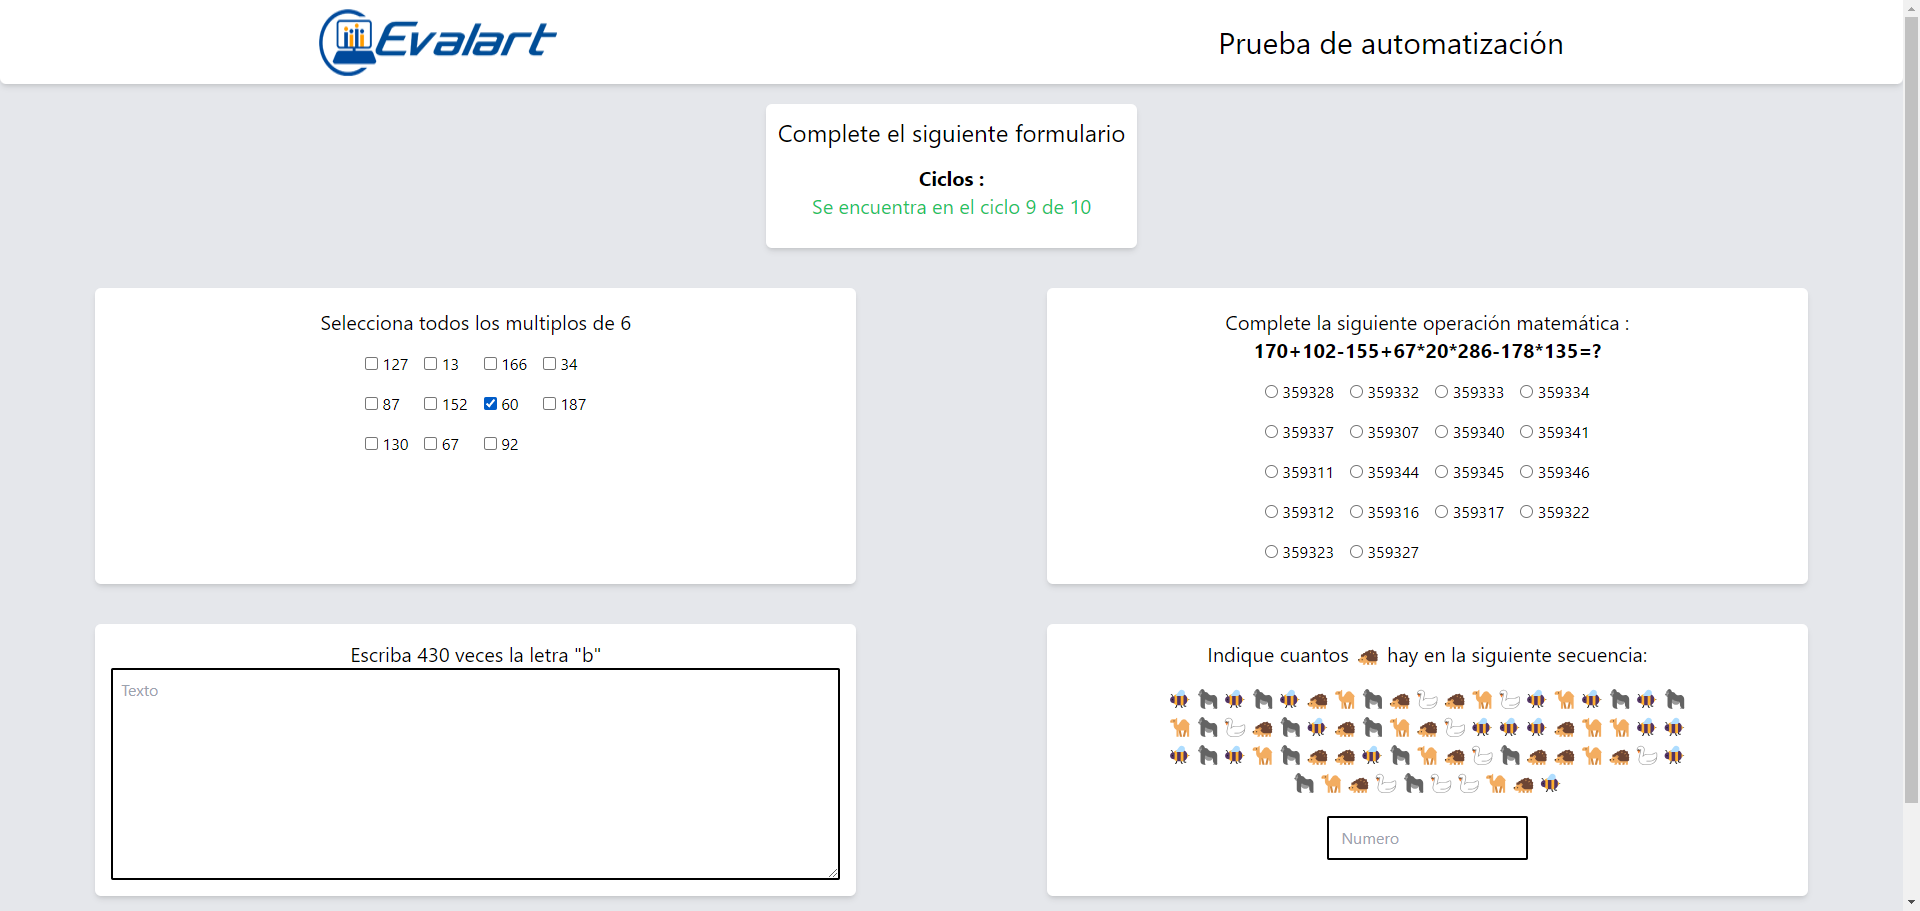 Evalart
Prueba de automatización
Complete el siguiente formulario
Ciclos :
Se encuentra en el ciclo 9 de 10
Selecciona todos los multiplos de 6
127 13 166 34
87 152 60 187
130 67 92
Complete la siguiente operación matemática :
170+102-155+67*20*286-178*135=?
359328 359332 359333 359334
359337 359307 359340 359341
359311 359344 359345 359346
359312 359316 359317 359322
359323 359327
Escriba 430 veces la letra "b"
Texto
Indique cuantos 🦔 hay en la siguiente secuencia:
Numero